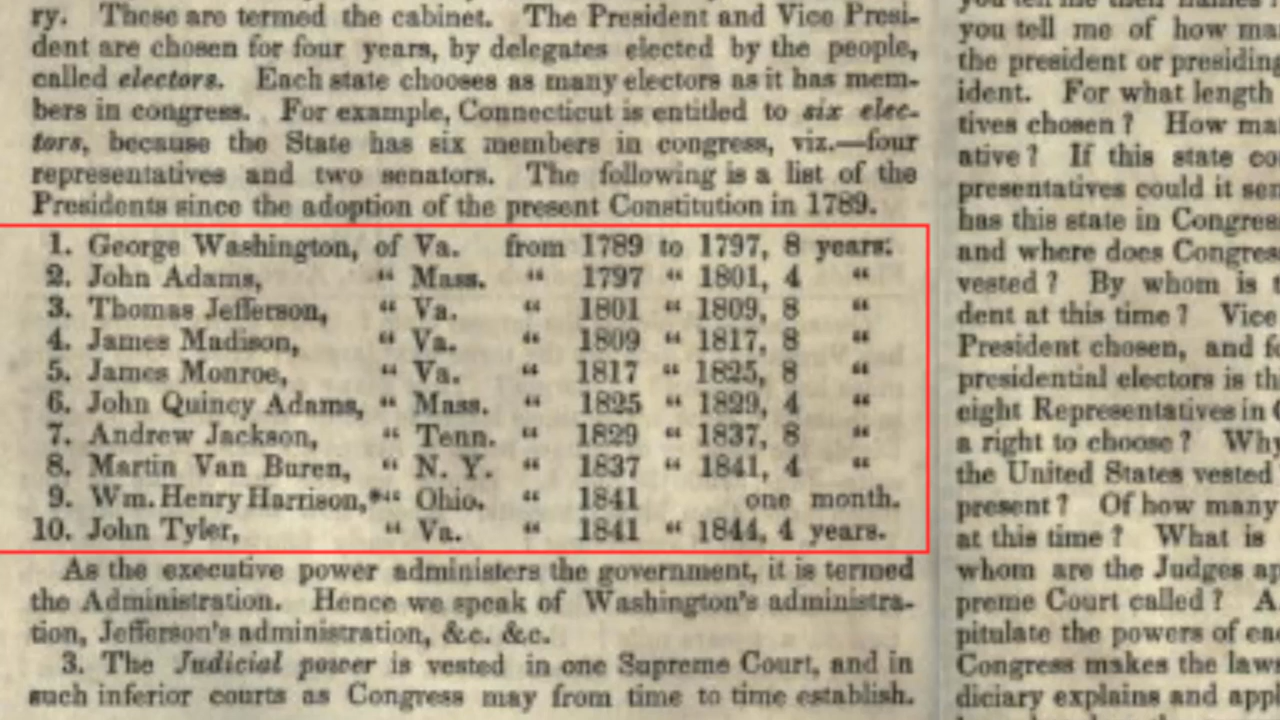 ry. These are termed the cabinet. The President and Vice Presi-
dent are chosen for four years, by delegates elected by the people,
called electors. Each state chooses as many electors as it has mem-
bers in congress. For example, Connecticut is entitled to six elec-
tors, because the State has six members in congress, viz.—four
representatives and two senators. The following is a list of the
Presidents since the adoption of the present Constitution in 1789.
1. George Washington, of Va. from 1789 to 1797, 8 years.
2. John Adams, “ Mass. “ 1797 “ 1801, 4 “
3. Thomas Jefferson, “ Va. “ 1801 “ 1809, 8 “
4. James Madison, “ Va. “ 1809 “ 1817, 8 “
5. James Monroe, “ Va. “ 1817 “ 1825, 8 “
6. John Quincy Adams, “ Mass. “ 1825 “ 1829, 4 “
7. Andrew Jackson, “ Tenn. “ 1829 “ 1837, 8 “
8. Martin Van Buren, “ N. Y. “ 1837 “ 1841, 4 “
9. Wm. Henry Harrison,*“ Ohio. “ 1841 one month.
10. John Tyler, “ Va. “ 1841 “ 1844, 4 years.
As the executive power administers the government, it is termed
the Administration. Hence we speak of Washington's administra-
tion, Jefferson's administration, &c. &c.
3. The Judicial power is vested in one Supreme Court, and in
such inferior courts as Congress may from time to time establish.
you tell me of how
the president or presiding
ident. For what length
tives chosen? How
ative? If this state
presentatives could it
has this state in
and where does
vested? By whom is
dent at this time? Vice
President chosen, and
presidential electors is
eight Representatives in
a right to choose? Why
the United States vested
present? Of how many
at this time? What is
whom are the Judges
preme Court called?
pitulate the powers of
Congress makes the laws
diciary explains and